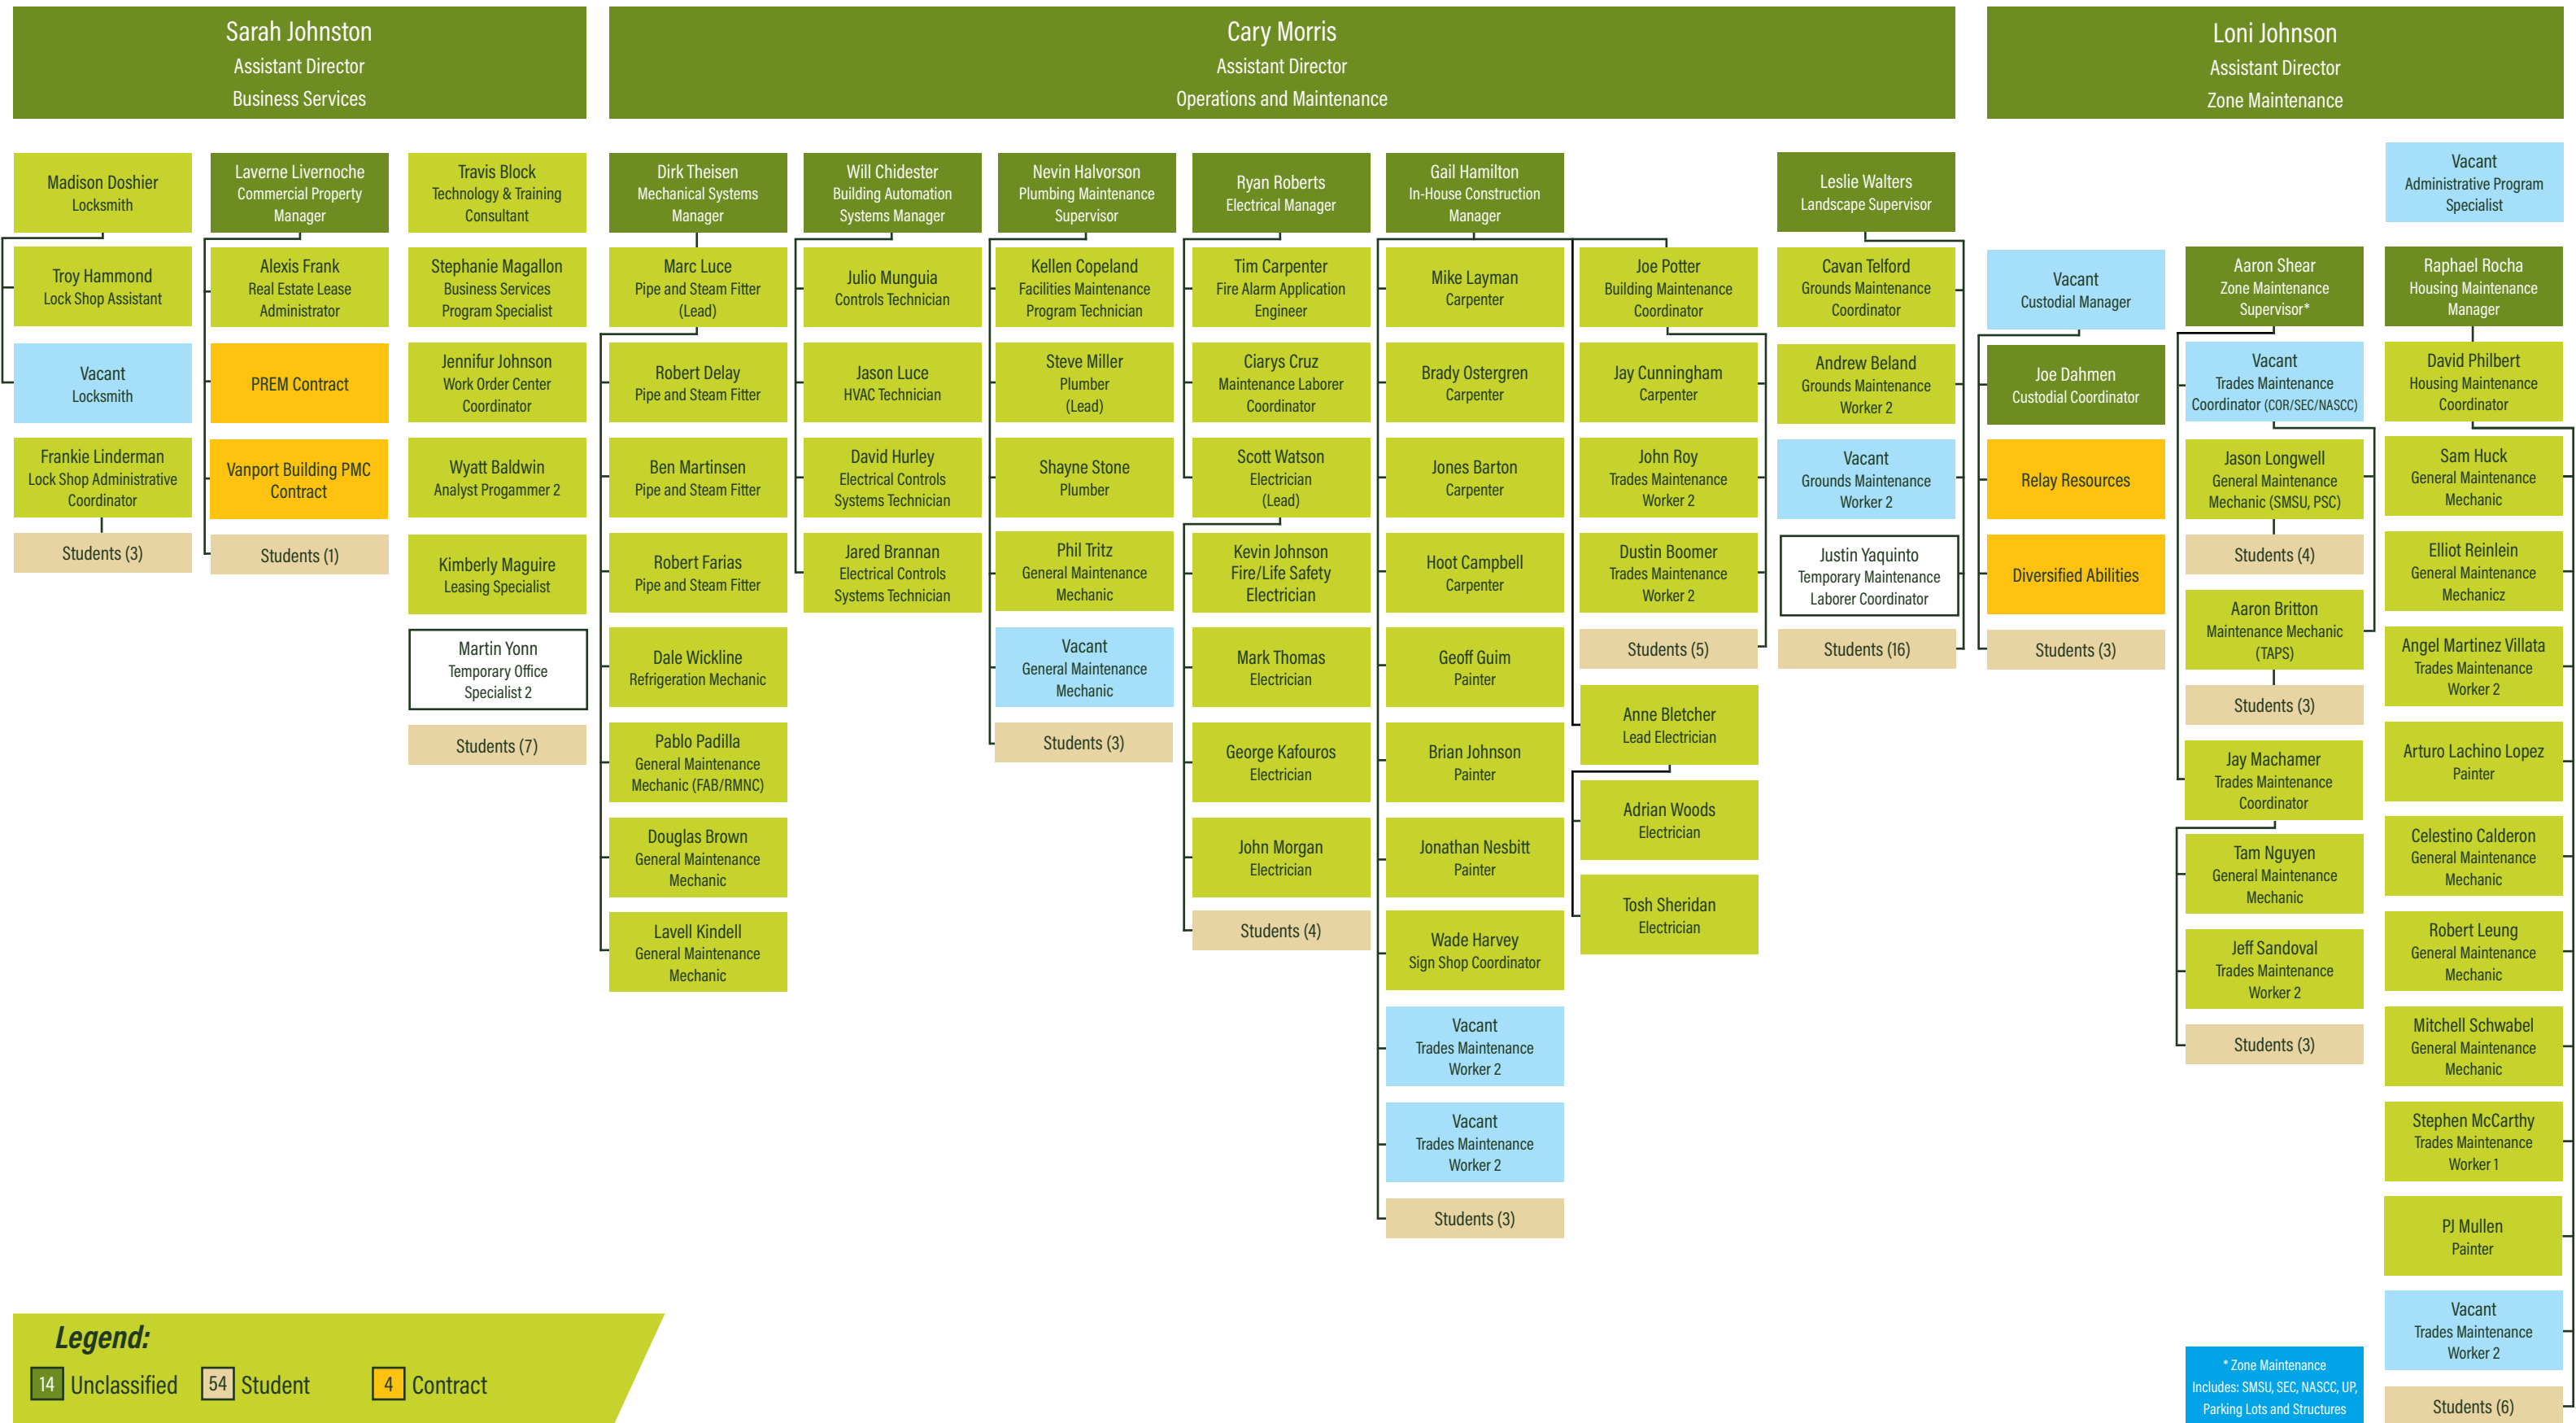 Sarah Johnston
Assistant Director
Business Services
Cary Morris
Assistant Director
Operations and Maintenance
Loni Johnson
Assistant Director
Zone Maintenance
Madison Doshier
Locksmith
Troy Hammond
Lock Shop Assistant
Vacant
Locksmith
Frankie Linderman
Lock Shop Administrative
Coordinator
Students (3)
Laverne Livernoche
Commercial Property
Manager
Alexis Frank
Real Estate Lease
Administrator
PREM Contract
Vanport Building PMC
Contract
Students (1)
Travis Block
Technology & Training
Consultant
Stephanie Magallon
Business Services
Program Specialist
Jennifur Johnson
Work Order Center
Coordinator
Wyatt Baldwin
Analyst Progammer 2
Kimberly Maguire
Leasing Specialist
Martin Yonn
Temporary Office
Specialist 2
Students (7)
Dirk Theisen
Mechanical Systems
Manager
Marc Luce
Pipe and Steam Fitter
(Lead)
Robert Delay
Pipe and Steam Fitter
Ben Martinsen
Pipe and Steam Fitter
Robert Farias
Pipe and Steam Fitter
Dale Wickline
Refrigeration Mechanic
Pablo Padilla
General Maintenance
Mechanic (FAB/RMNC)
Douglas Brown
General Maintenance
Mechanic
Lavell Kindell
General Maintenance
Mechanic
Will Chidester
Building Automation
Systems Manager
Julio Munguia
Controls Technician
Jason Luce
HVAC Technician
David Hurley
Electrical Controls
Systems Technician
Jared Brannan
Electrical Controls
Systems Technician
Nevin Halvorson
Plumbing Maintenance
Supervisor
Kellen Copeland
Facilities Maintenance
Program Technician
Steve Miller
Plumber
(Lead)
Shayne Stone
Plumber
Phil Tritz
General Maintenance
Mechanic
Vacant
General Maintenance
Mechanic
Students (3)
Ryan Roberts
Electrical Manager
Tim Carpenter
Fire Alarm Application
Engineer
Ciarys Cruz
Maintenance Laborer
Coordinator
Scott Watson
Electrician
(Lead)
Kevin Johnson
Fire/Life Safety
Electrician
Mark Thomas
Electrician
George Kafouros
Electrician
John Morgan
Electrician
Students (4)
Gail Hamilton
In-House Construction
Manager
Mike Layman
Carpenter
Brady Ostergren
Carpenter
Jones Barton
Carpenter
Hoot Campbell
Carpenter
Geoff Guim
Painter
Brian Johnson
Painter
Jonathan Nesbitt
Painter
Wade Harvey
Sign Shop Coordinator
Vacant
Trades Maintenance
Worker 2
Vacant
Trades Maintenance
Worker 2
Students (3)
Joe Potter
Building Maintenance
Coordinator
Jay Cunningham
Carpenter
John Roy
Trades Maintenance
Worker 2
Dustin Boomer
Trades Maintenance
Worker 2
Students (5)
Anne Bletcher
Lead Electrician
Adrian Woods
Electrician
Tosh Sheridan
Electrician
Leslie Walters
Landscape Supervisor
Cavan Telford
Grounds Maintenance
Coordinator
Andrew Beland
Grounds Maintenance
Worker 2
Vacant
Grounds Maintenance
Worker 2
Justin Yaquinto
Temporary Maintenance
Laborer Coordinator
Students (16)
Vacant
Custodial Manager
Joe Dahmen
Custodial Coordinator
Relay Resources
Diversified Abilities
Students (3)
Aaron Shear
Zone Maintenance
Supervisor*
Vacant
Trades Maintenance
Coordinator (COR/SEC/NASCC)
Jason Longwell
General Maintenance
Mechanic (SMSU, PSC)
Students (4)
Aaron Britton
Maintenance Mechanic
(TAPS)
Students (3)
Jay Machamer
Trades Maintenance
Coordinator
Tam Nguyen
General Maintenance
Mechanic
Jeff Sandoval
Trades Maintenance
Worker 2
Students (3)
Vacant
Administrative Program
Specialist
Raphael Rocha
Housing Maintenance
Manager
David Philbert
Housing Maintenance
Coordinator
Sam Huck
General Maintenance
Mechanic
Elliot Reinlein
General Maintenance
Mechanicz
Angel Martinez Villata
Trades Maintenance
Worker 2
Arturo Lachino Lopez
Painter
Celestino Calderon
General Maintenance
Mechanic
Robert Leung
General Maintenance
Mechanic
Mitchell Schwabel
General Maintenance
Mechanic
Stephen McCarthy
Trades Maintenance
Worker 1
PJ Mullen
Painter
Vacant
Trades Maintenance
Worker 2
Students (6)
Legend:
14 Unclassified
54 Student
4 Contract
* Zone Maintenance
Includes: SMSU, SEC, NASCC, UP,
Parking Lots and Structures